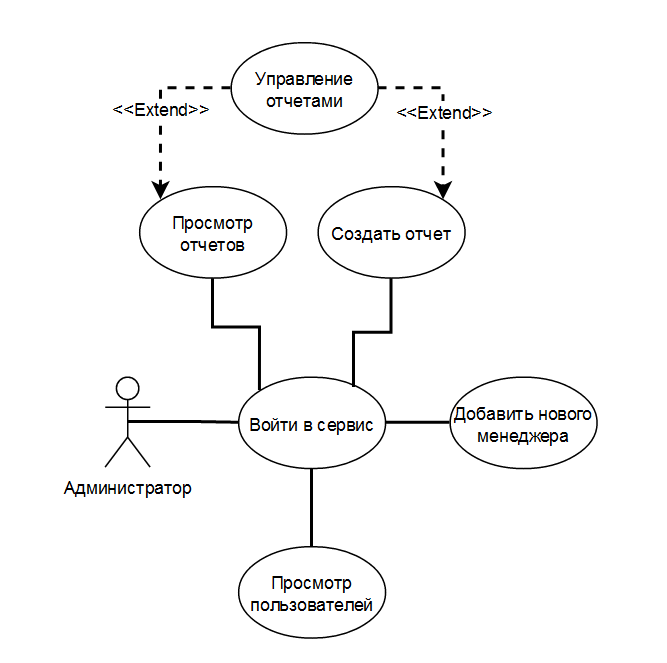 Управление
отчетами
<<Extend>>
<<Extend>>
Просмотр
отчетов
Создать отчет
Войти в сервис
Добавить нового
менеджера
Администратор
Просмотр
пользователей